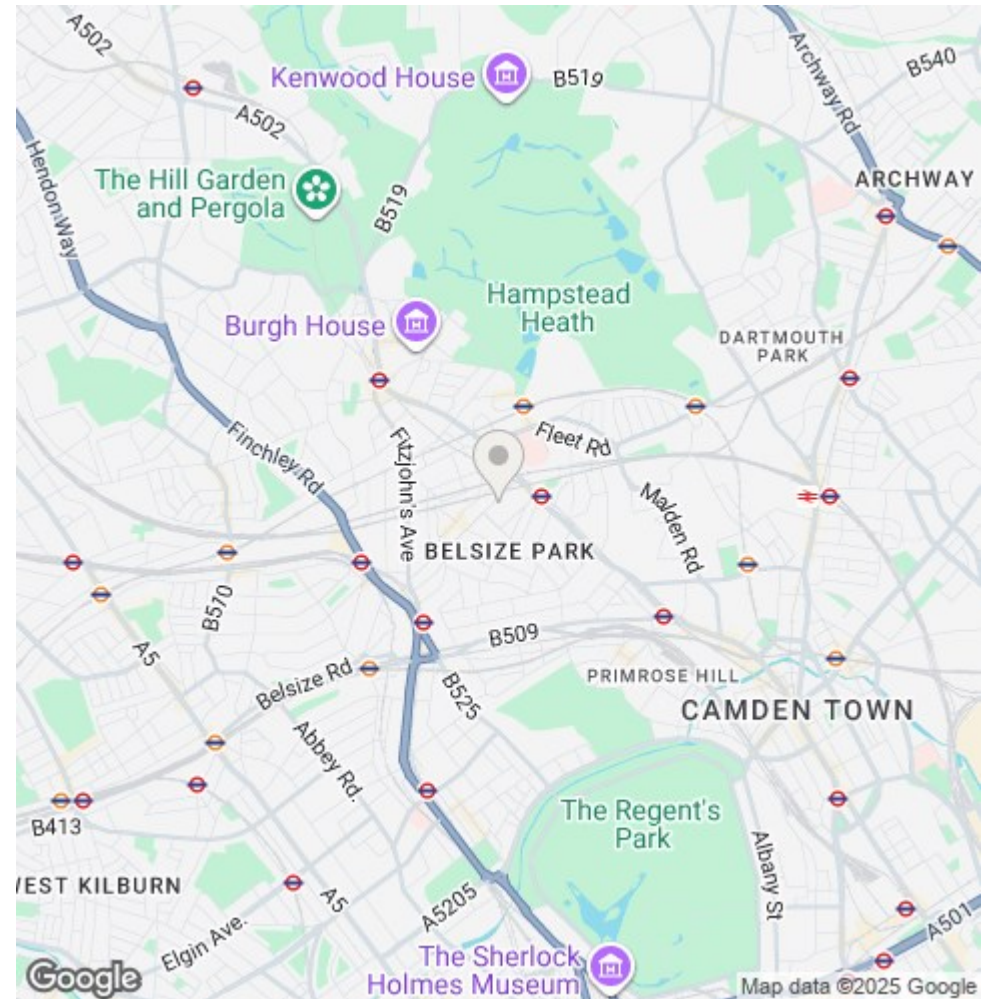 A502
Kenwood House
B519
B540
Archway Rd
A502
Hendon Way
The Hill Garden
and Pergola
B519
ARCHWAY
Hampstead
Heath
Burgh House
DARTMOUTH
PARK
Finchley Rd
Fitzjohn's Ave
Fleet Rd
Malden Rd
BELSIZE PARK
B510
B509
A5
Belsize Rd
B525
PRIMROSE HILL
CAMDEN TOWN
Abbey Rd.
The Regent's
Park
B413
Albany St
WEST KILBURN
A5
A5205
Elgin Ave.
A501
The Sherlock
Holmes Museum
Google
Map data ©2025 Google